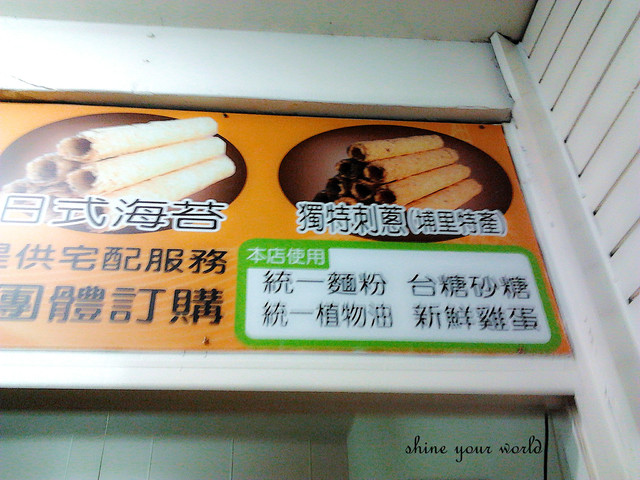 日式海苔
獨特刺蔥(埔里特產)
提供宅配服務
團體訂購
本店使用
統一麵粉 台糖砂糖
統一植物油 新鮮雞蛋
shine your world